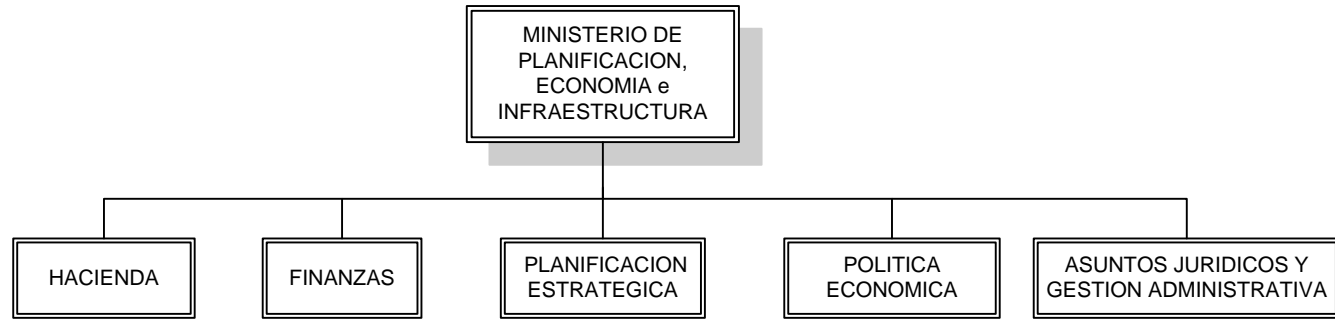 MINISTERIO DE
PLANIFICACION,
ECONOMIA e
INFRAESTRUCTURA
HACIENDA
FINANZAS
PLANIFICACION
ESTRATEGICA
POLITICA
ECONOMICA
ASUNTOS JURIDICOS Y
GESTION ADMINISTRATIVA